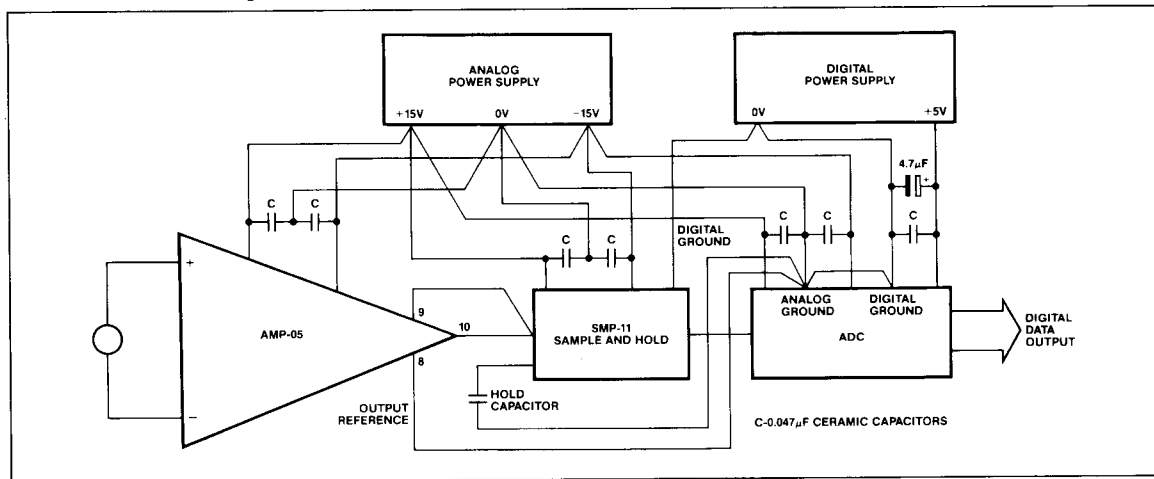 ANALOG
POWER SUPPLY
+15V
0V
-15V
DIGITAL
POWER SUPPLY
0V
+5V
4.7µF
+
C
C
C
C
DIGITAL
GROUND
C
C
C
+
-
AMP-05
9
10
8
OUTPUT
REFERENCE
SMP-11
SAMPLE AND HOLD
HOLD
CAPACITOR
ANALOG
GROUND
DIGITAL
GROUND
ADC
DIGITAL
DATA
OUTPUT
C-0.047µF CERAMIC CAPACITORS